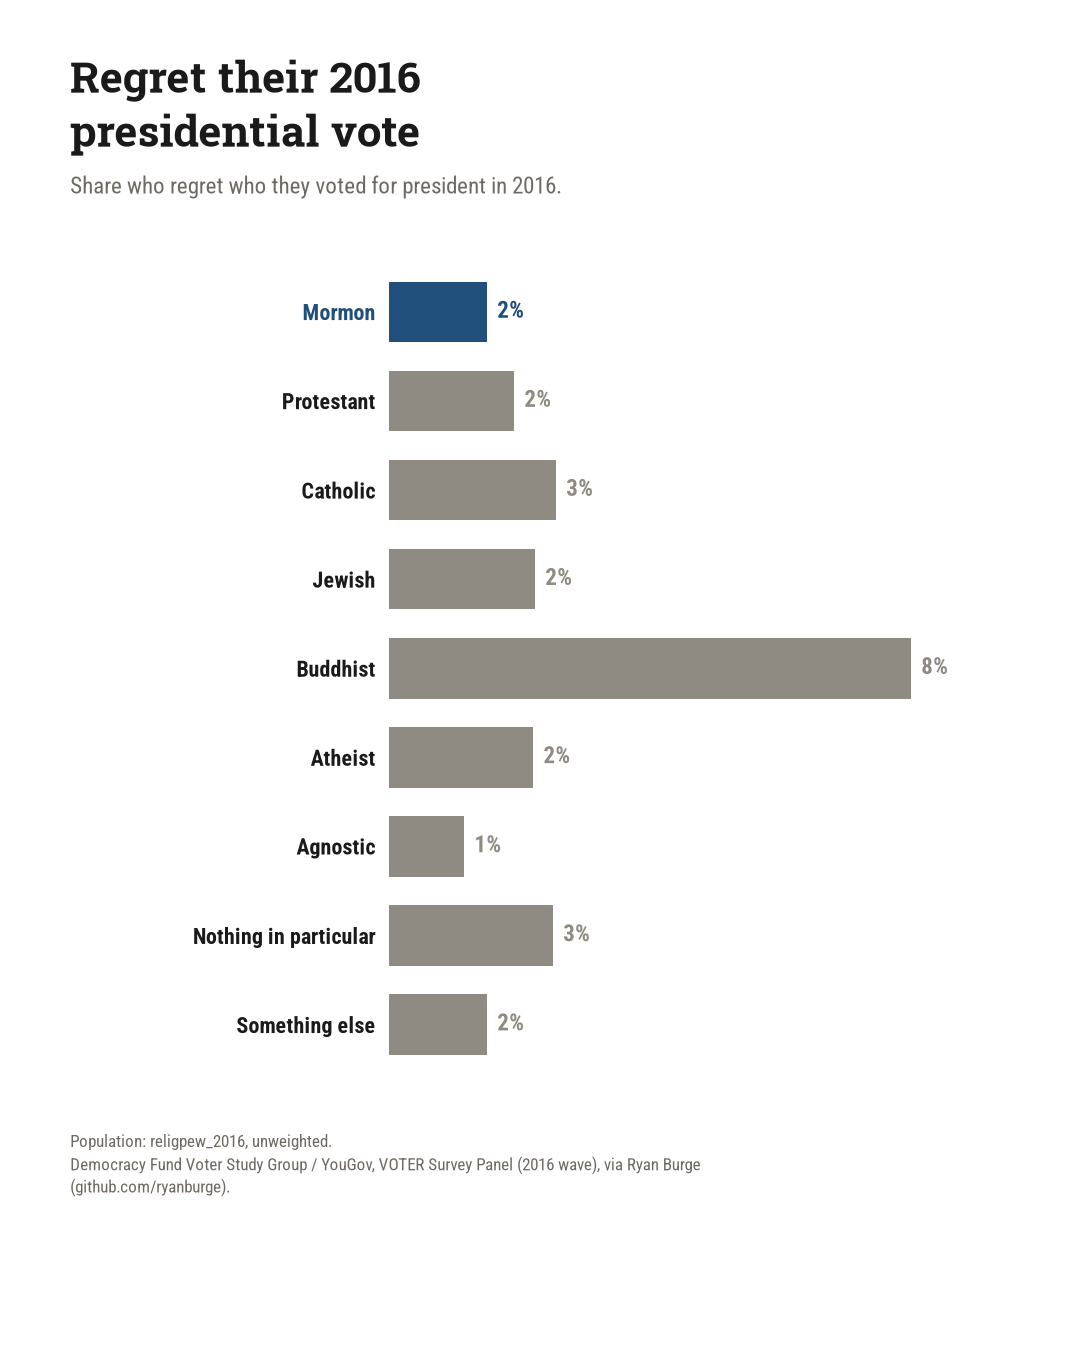 Regret their 2016
presidential vote
Share who regret who they voted for president in 2016.
Mormon 2%
Protestant 2%
Catholic 3%
Jewish 2%
Buddhist 8%
Atheist 2%
Agnostic 1%
Nothing in particular 3%
Something else 2%
Population: religpew_2016, unweighted.
Democracy Fund Voter Study Group / YouGov, VOTER Survey Panel (2016 wave), via Ryan Burge
(github.com/ryanburge).